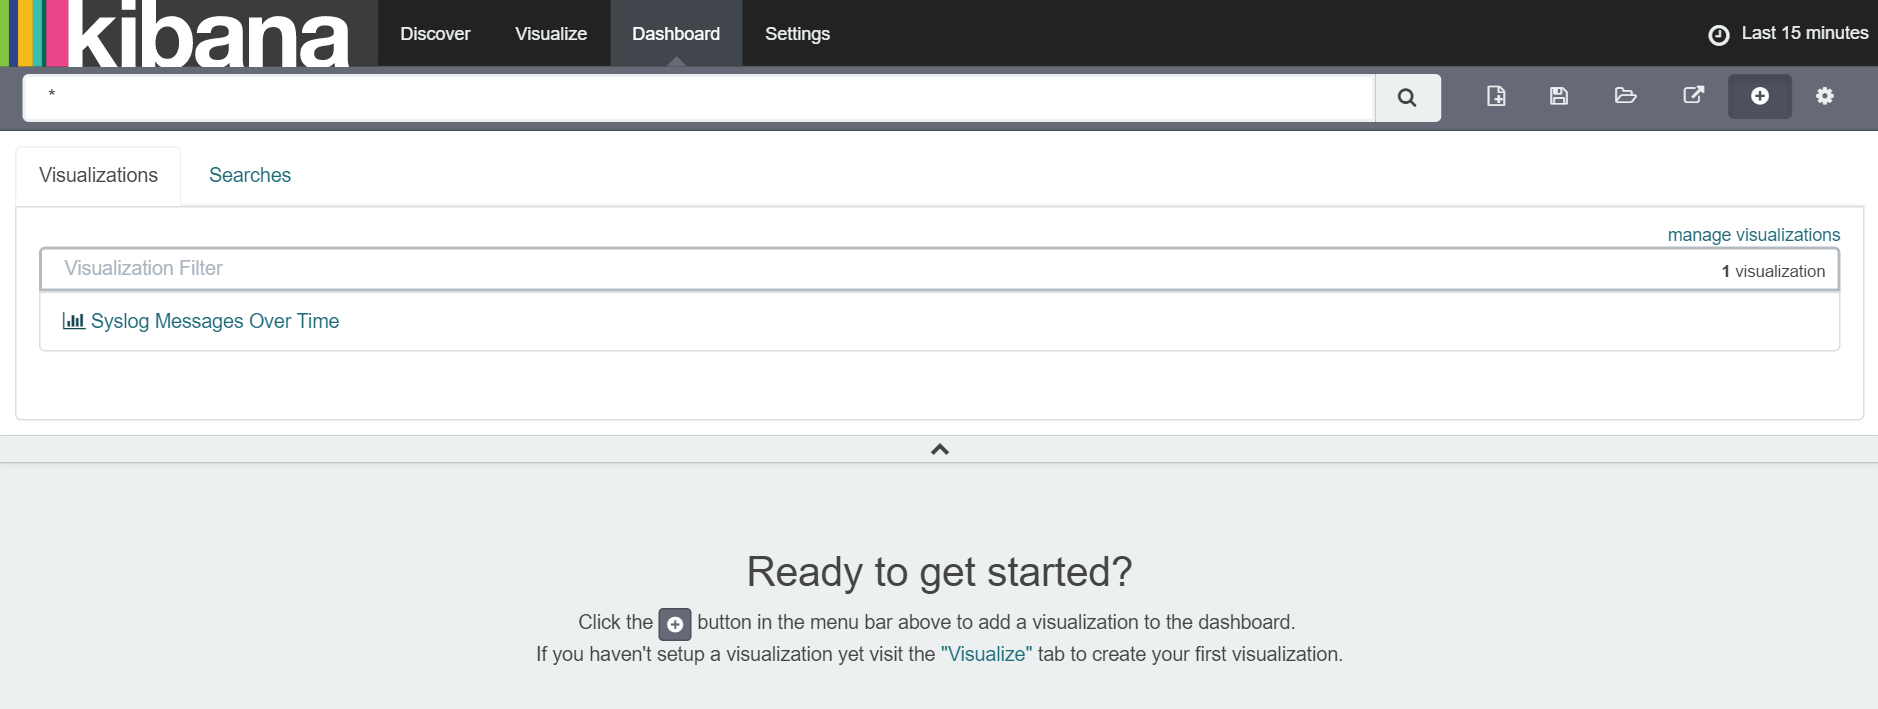 kibana Discover Visualize Dashboard Settings Last 15 minutes
*
Visualizations Searches
manage visualizations
Visualization Filter 1 visualization
Syslog Messages Over Time
Ready to get started?
Click the button in the menu bar above to add a visualization to the dashboard.
If you haven't setup a visualization yet visit the "Visualize" tab to create your first visualization.